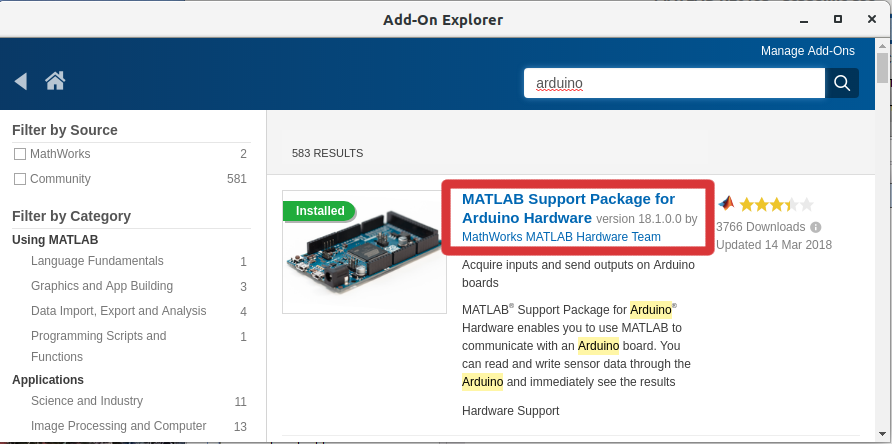 Add-On Explorer
Manage Add-Ons
arduino
Filter by Source
MathWorks 2
Community 581
Filter by Category
Using MATLAB
Language Fundamentals 1
Graphics and App Building 3
Data Import, Export and Analysis 4
Programming Scripts and 1
Functions
Applications
Science and Industry 11
Image Processing and Computer 13
583 RESULTS
Installed
MATLAB Support Package for
Arduino Hardware version 18.1.0.0 by
MathWorks MATLAB Hardware Team
Acquire inputs and send outputs on Arduino
boards
MATLAB® Support Package for Arduino®
Hardware enables you to use MATLAB to
communicate with an Arduino board. You
can read and write sensor data through the
Arduino and immediately see the results
Hardware Support
3766 Downloads
Updated 14 Mar 2018